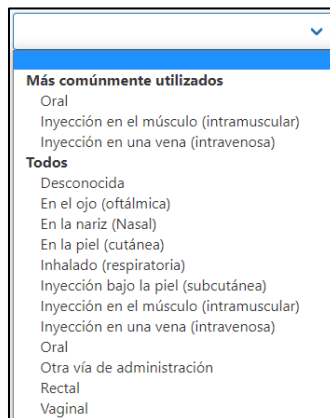 Más comúnmente utilizados
Oral
Inyección en el músculo (intramuscular)
Inyección en una vena (intravenosa)
Todos
Desconocida
En el ojo (oftálmica)
En la nariz (Nasal)
En la piel (cutánea)
Inhalado (respiratoria)
Inyección bajo la piel (subcutánea)
Inyección en el músculo (intramuscular)
Inyección en una vena (intravenosa)
Oral
Otra vía de administración
Rectal
Vaginal